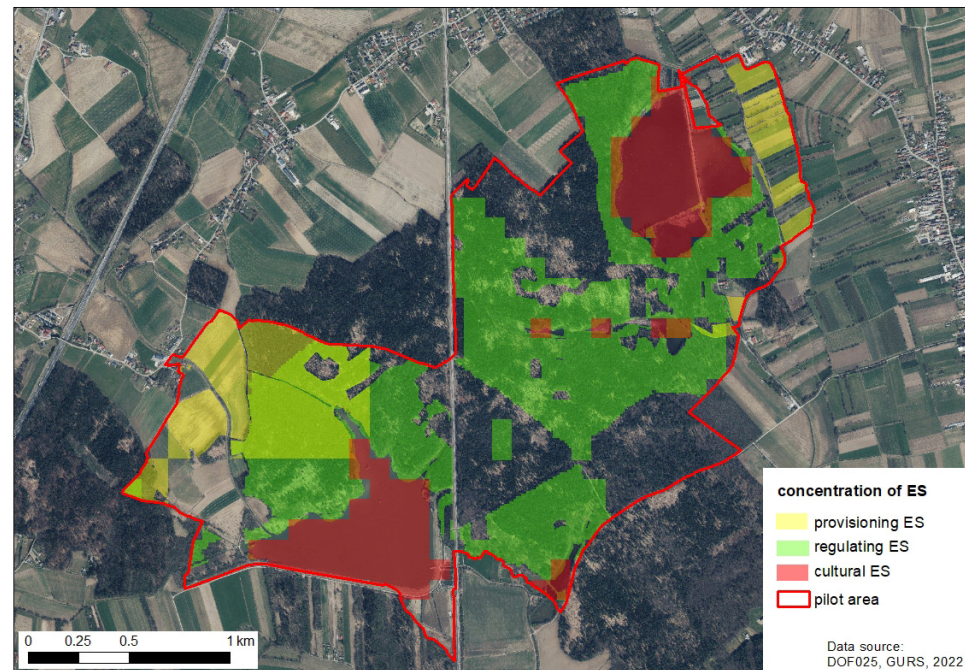 concentration of ES
provisioning ES
regulating ES
cultural ES
pilot area
0 0.25 0.5 1 km
Data source:
DOF025, GURS, 2022